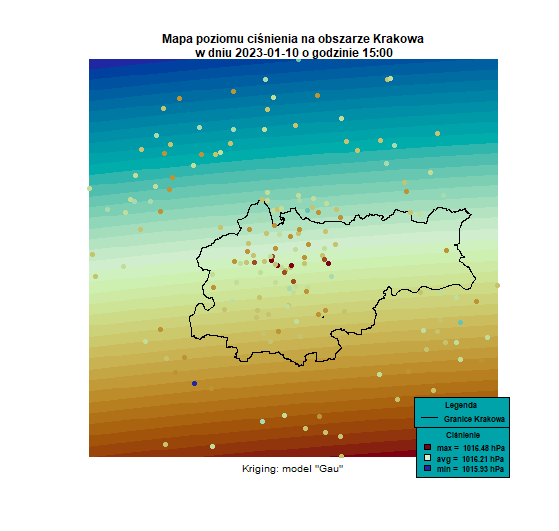 Mapa poziomu ciśnienia na obszarze Krakowa
w dniu 2023-01-10 o godzinie 15:00
Legenda
Granice Krakowa
Ciśnienie
max = 1016.48 hPa
avg = 1016.21 hPa
min = 1015.93 hPa
Kriging: model "Gau"